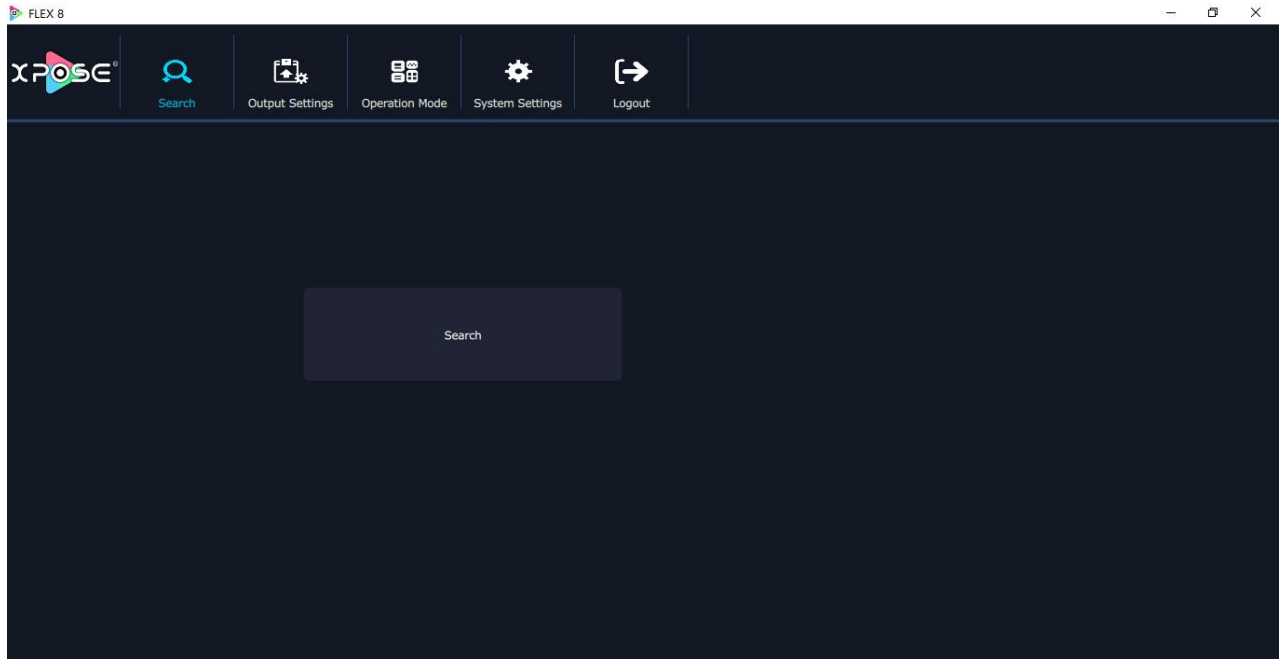 FLEX 8
XPOSE®
Search
Output Settings
Operation Mode
System Settings
Logout
Search